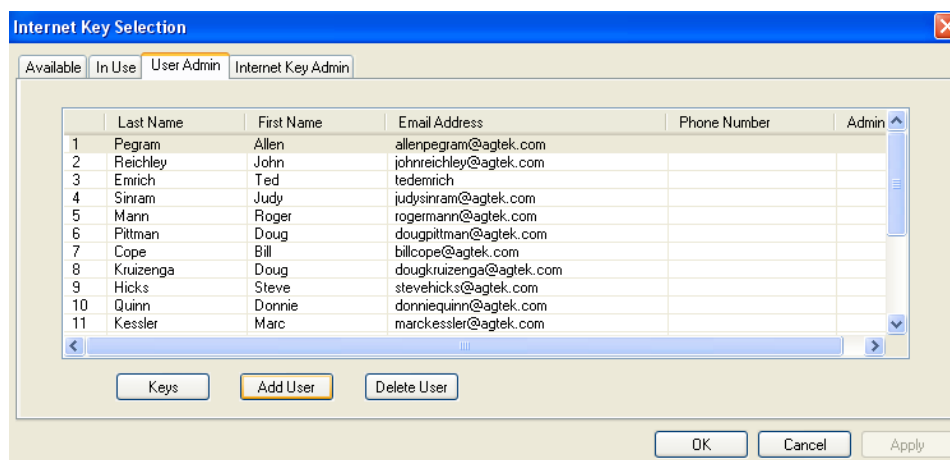 Internet Key Selection
Available In Use User Admin Internet Key Admin
Last Name First Name Email Address Phone Number Admin
1 Pegram Allen allenpegram@agtek.com
2 Reichley John johnreichley@agtek.com
3 Emrich Ted tedemrich
4 Sinram Judy judysinram@agtek.com
5 Mann Roger rogermann@agtek.com
6 Pittman Doug dougpittman@agtek.com
7 Cope Bill billcope@agtek.com
8 Kruizenga Doug dougkruizenga@agtek.com
9 Hicks Steve stevehicks@agtek.com
10 Quinn Donnie donniequinn@agtek.com
11 Kessler Marc marckessler@agtek.com
Keys Add User Delete User
OK Cancel Apply